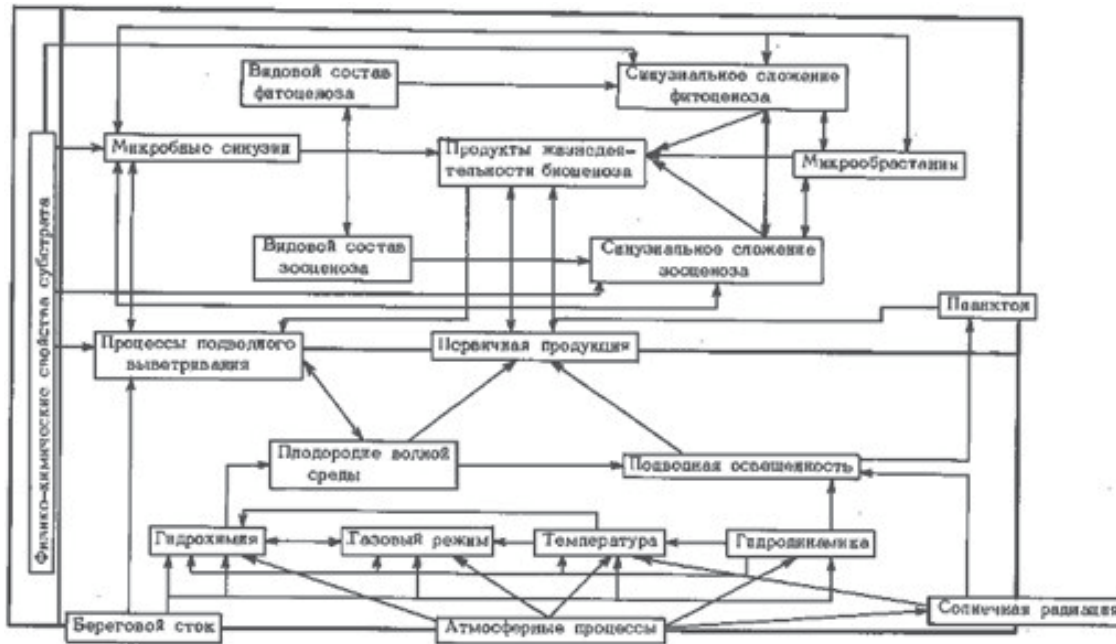 Видовой состав
фитоценоза
Синузиальное сложение
фитоценоза
Микробные синузии
Продукты жизнедея-
тельности биоценоза
Микрообрастания
Видовой состав
зооценоза
Синузиальное сложение
зооценоза
Физико-химические свойства субстрата
Планктон
Процессы подводного
выветривания
Первичная продукция
Плодородие водной
среды
Подводная освещенность
Гидрохимия
Газовый режим
Температура
Гидродинамика
Береговой сток
Атмосферные процессы
Солнечная радиация